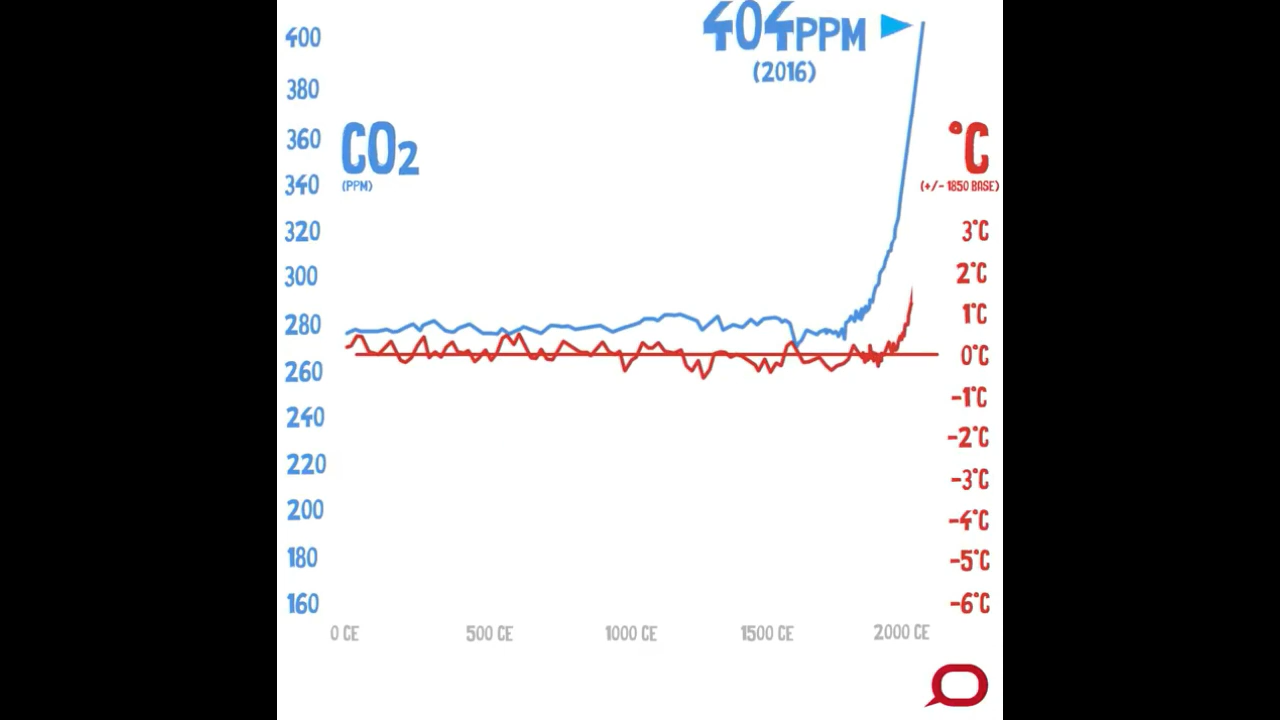 404PPM
(2016)
CO2
(PPM)
°C
(+/- 1850 BASE)
400
380
360
340
320
300
280
260
240
220
200
180
160
3°C
2°C
1°C
0°C
-1°C
-2°C
-3°C
-4°C
-5°C
-6°C
0 CE
500 CE
1000 CE
1500 CE
2000 CE